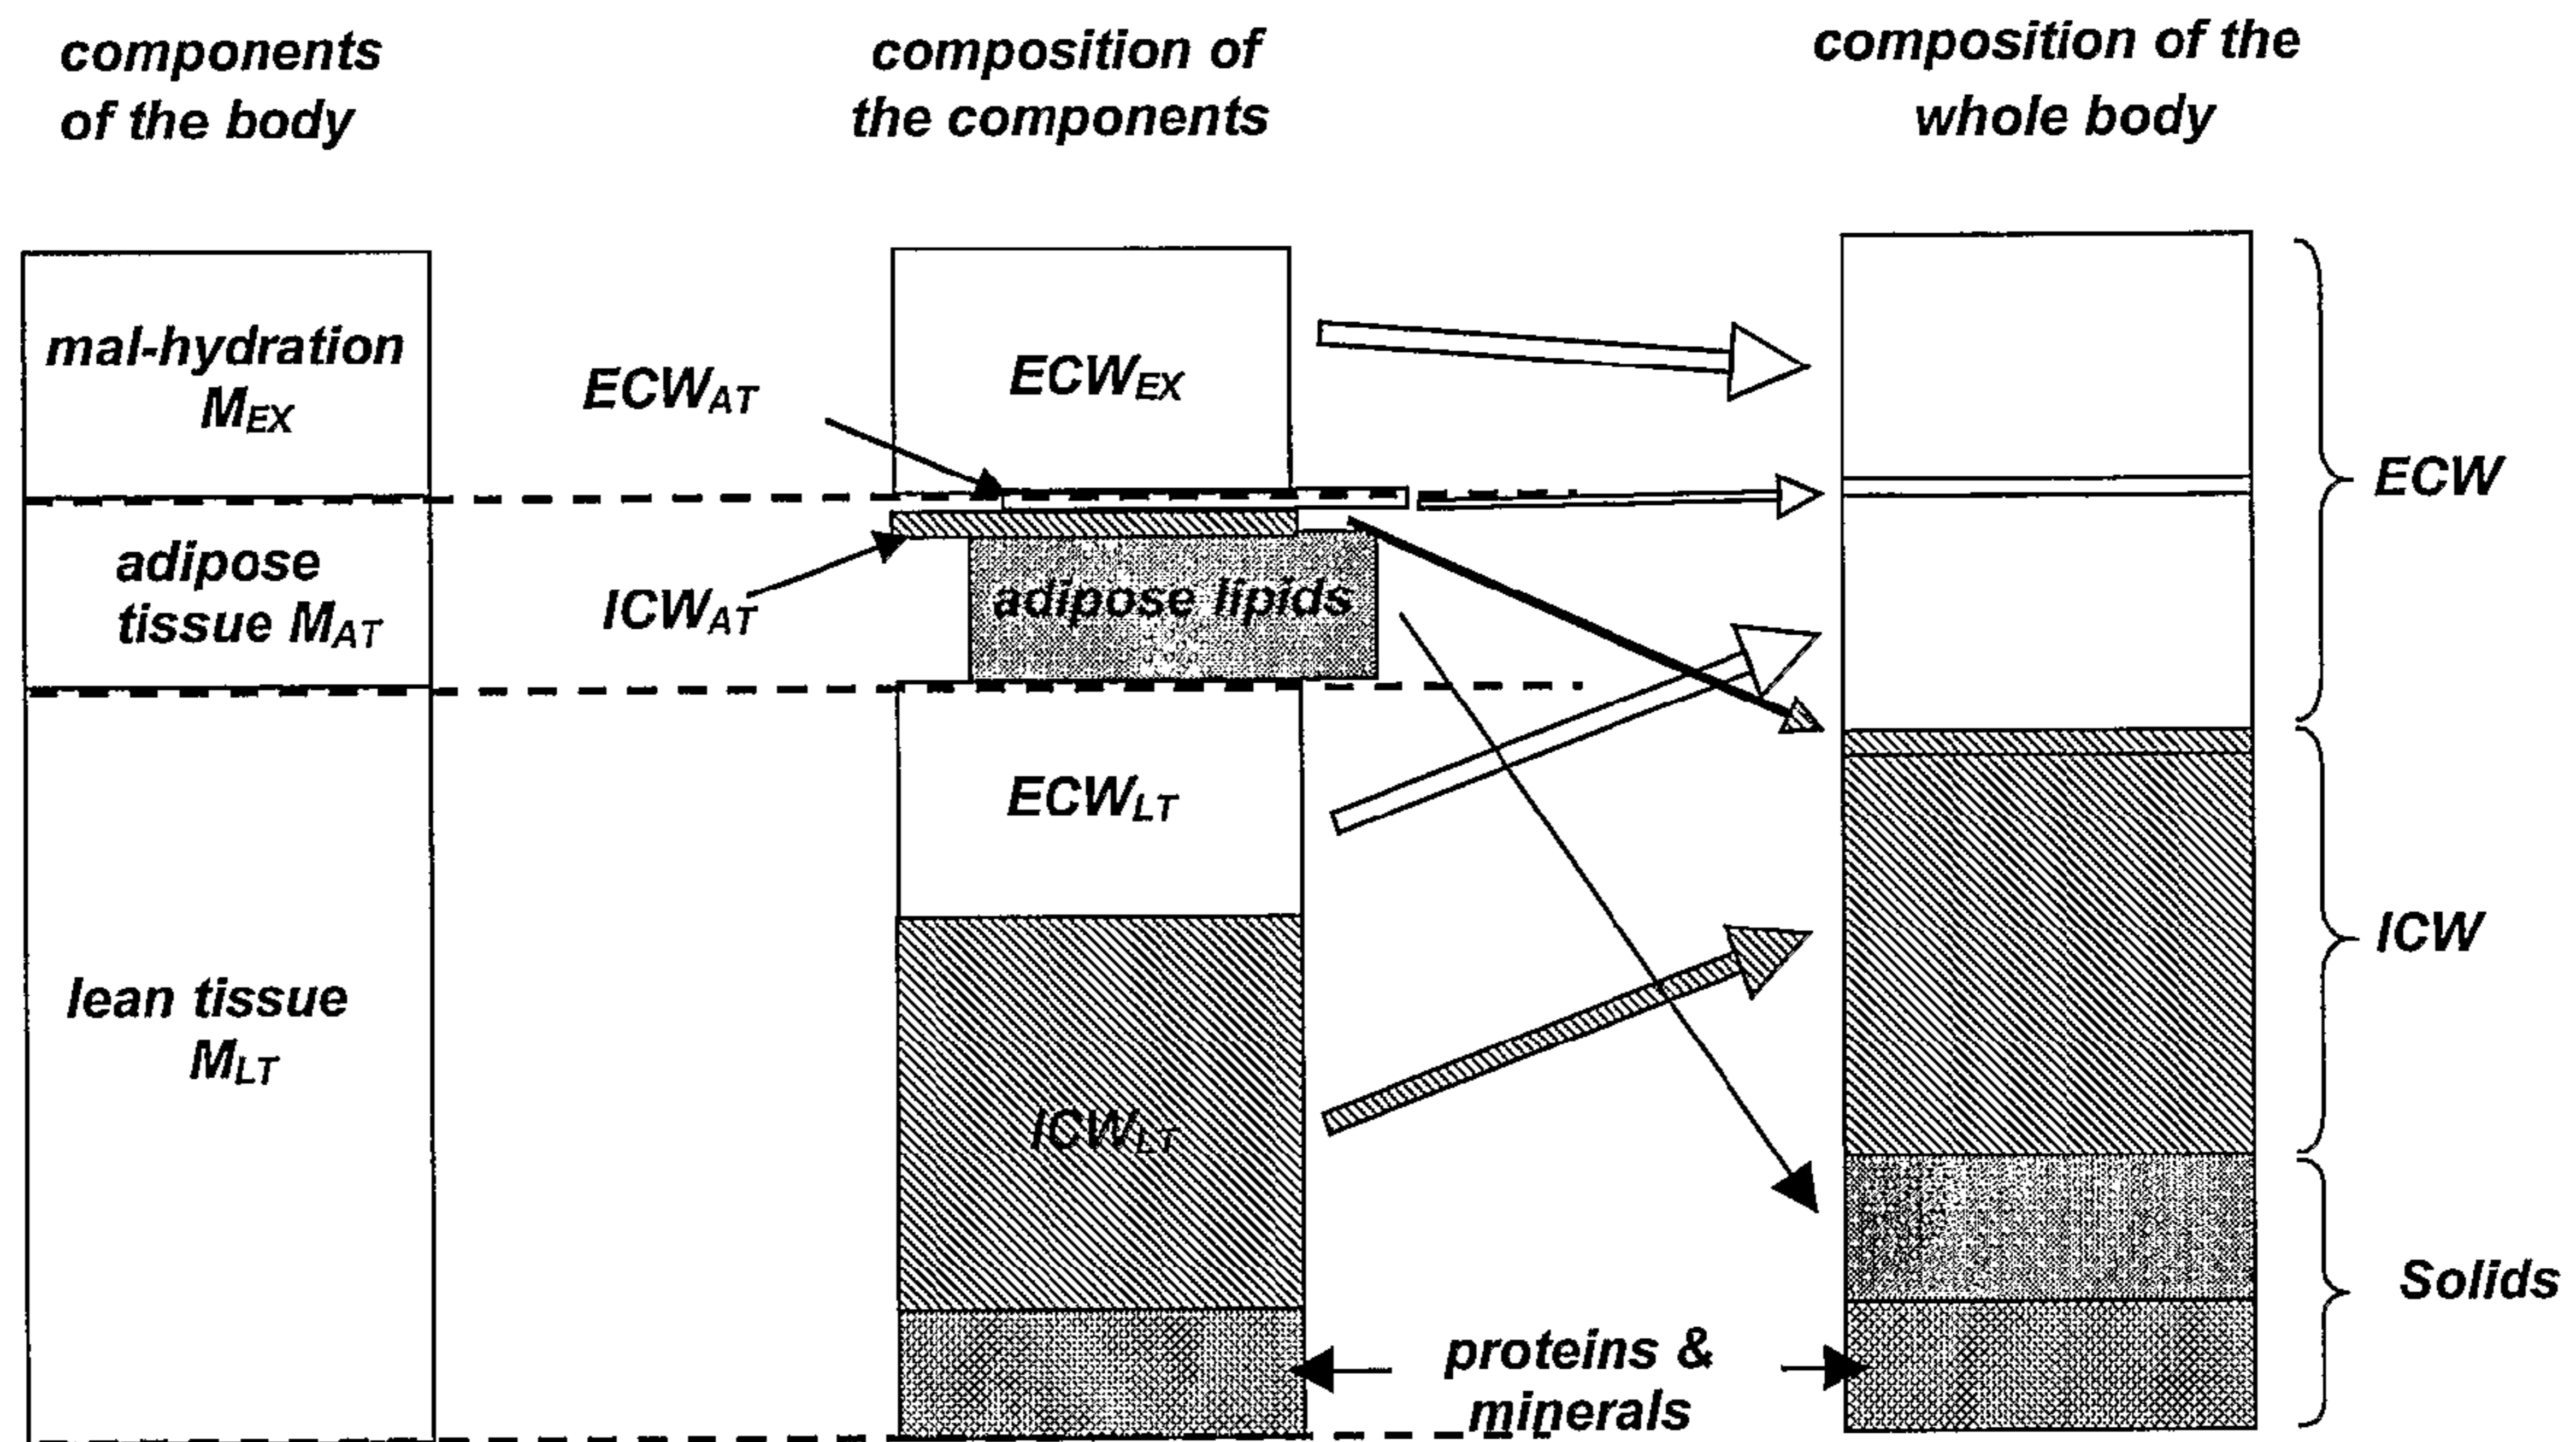 components
of the body
composition of
the components
composition of the
whole body
mal-hydration
MEX
adipose
tissue MAT
lean tissue
MLT
ECWAT
ICWAT
ECWEX
adipose lipids
ECWLT
ICWLT
proteins &
minerals
ECW
ICW
Solids